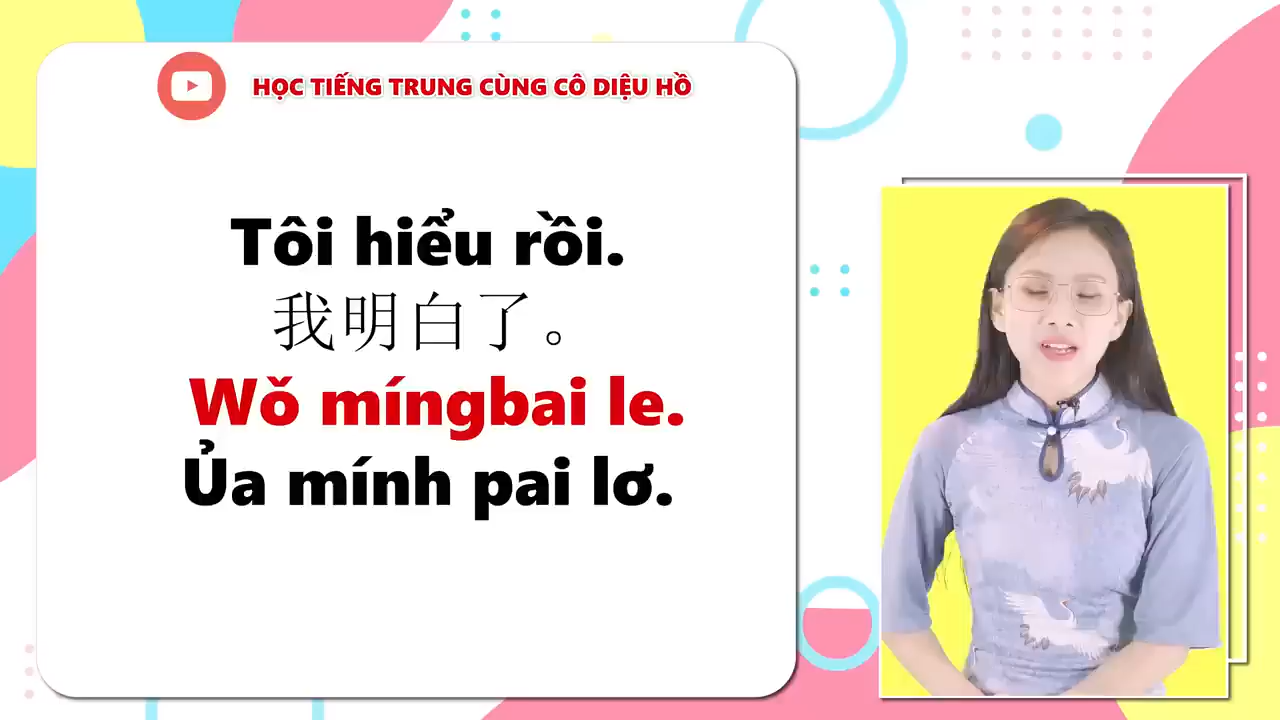 HỌC TIẾNG TRUNG CÙNG CÔ DIỆU HỒ
Tôi hiểu rồi.
我明白了。
Wǒ míngbai le.
Ủa mính pai lơ.